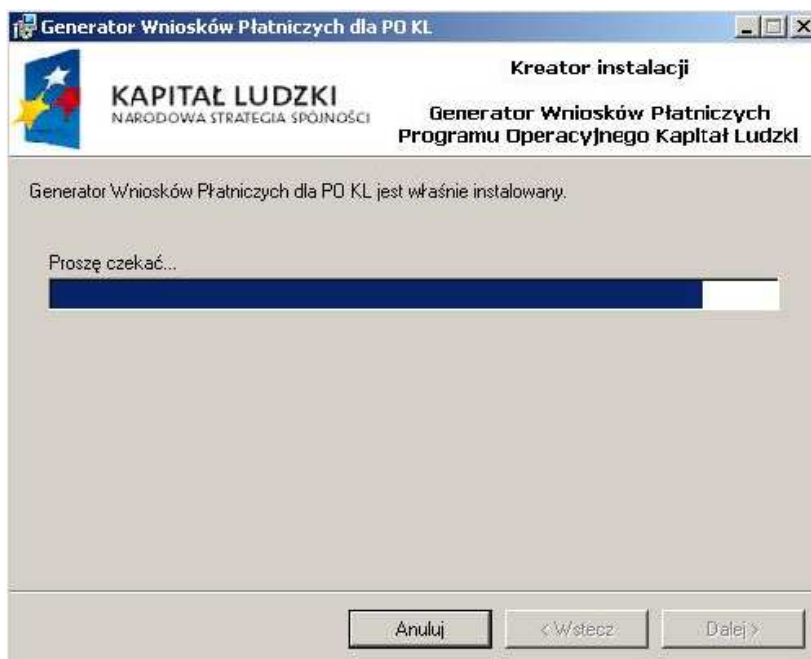 Generator Wniosków Płatniczych dla PO KL
KAPITAŁ LUDZKI
NARODOWA STRATEGIA SPÓJNOŚCI
Kreator instalacji
Generator Wniosków Płatniczych
Programu Operacyjnego Kapitał Ludzki
Generator Wniosków Płatniczych dla PO KL jest właśnie instalowany.
Proszę czekać...
Anuluj
< Wstecz
Dalej >